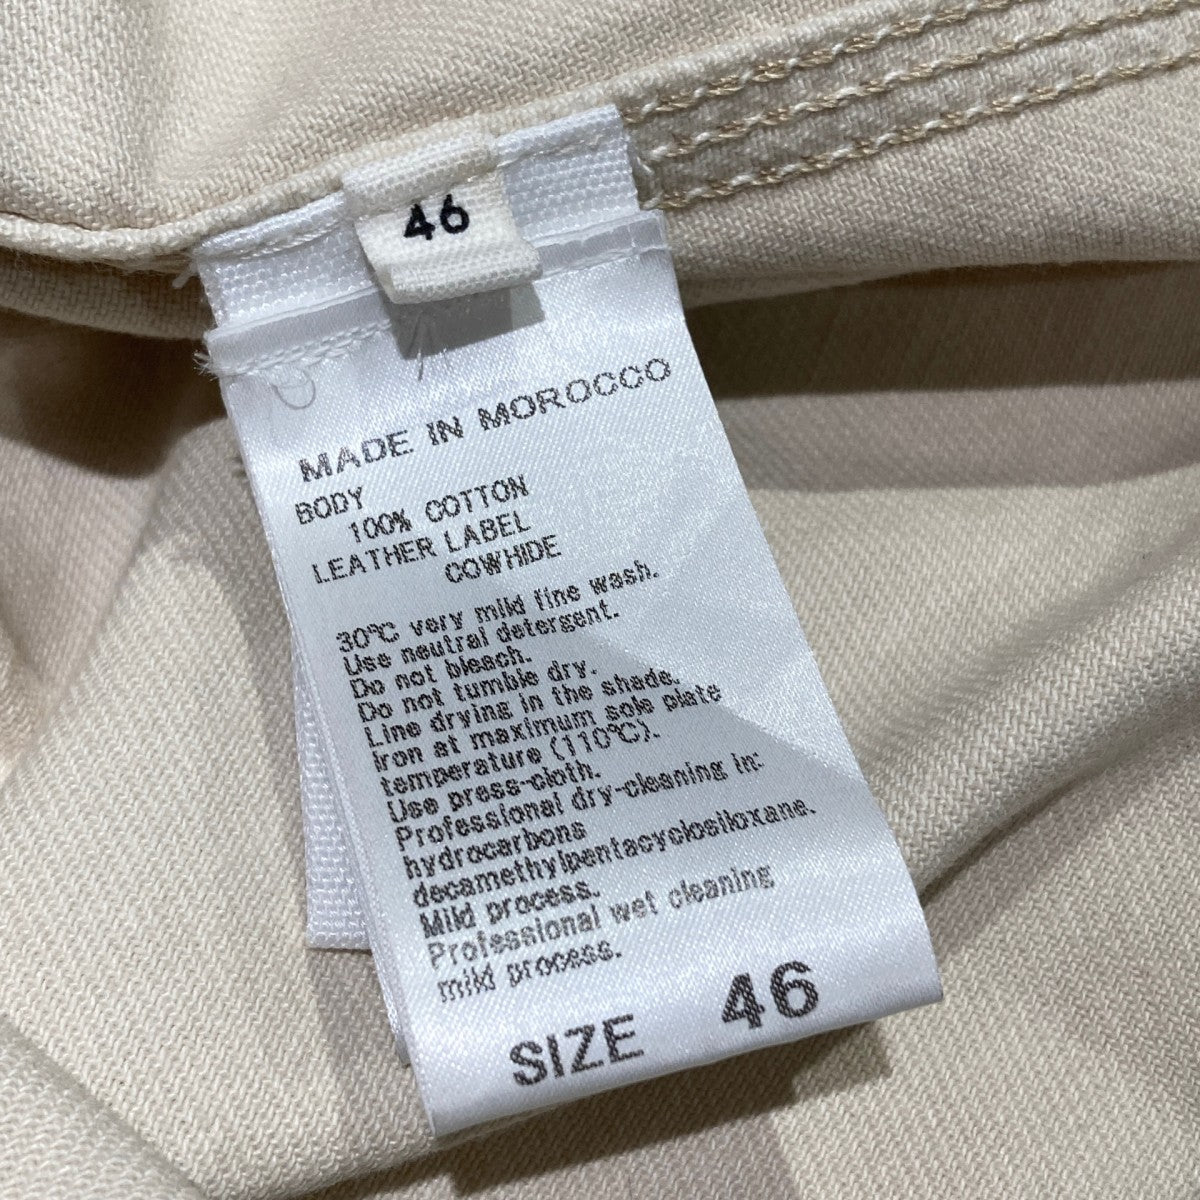 46
MADE IN MOROCCO
BODY
100% COTTON
LEATHER LABEL
COWHIDE
30℃ very mild fine wash.
Use neutral detergent.
Do not bleach.
Do not tumble dry.
Line drying in the shade.
Iron at maximum sole plate
temperature (110℃).
Use press-cloth.
Professional dry-cleaning in:
hydrocarbons
decamethylpentacyclosiloxane.
Mild process.
Professional wet cleaning
mild process.
SIZE 46